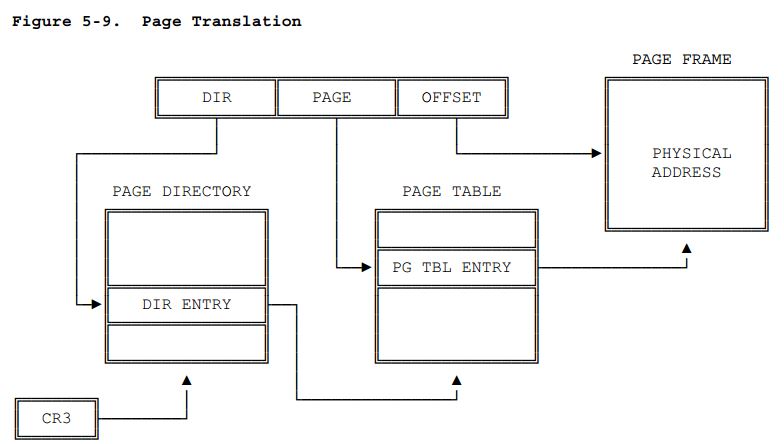 Figure 5-9.  Page Translation
PAGE FRAME
DIR PAGE OFFSET
PHYSICAL
ADDRESS
PAGE DIRECTORY PAGE TABLE
PG TBL ENTRY
DIR ENTRY
CR3